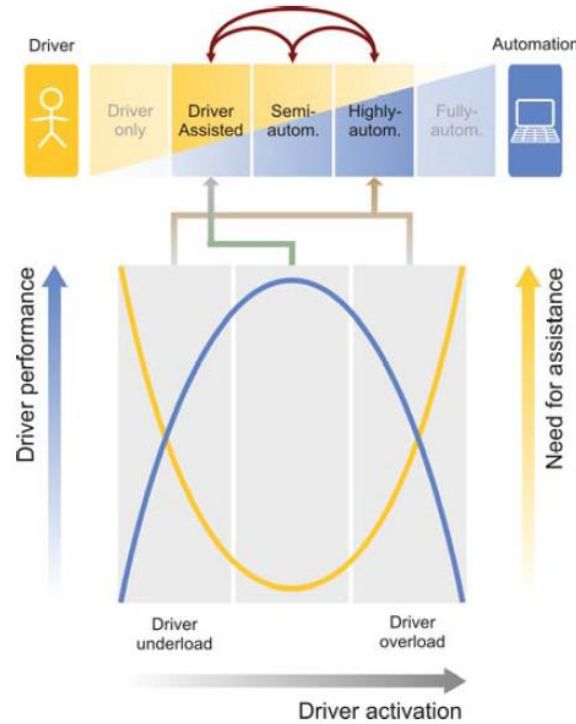 Driver
Automation
Driver
only
Driver
Assisted
Semi-
autom.
Highly-
autom.
Fully-
autom.
Driver performance
Need for assistance
Driver
underload
Driver
overload
Driver activation